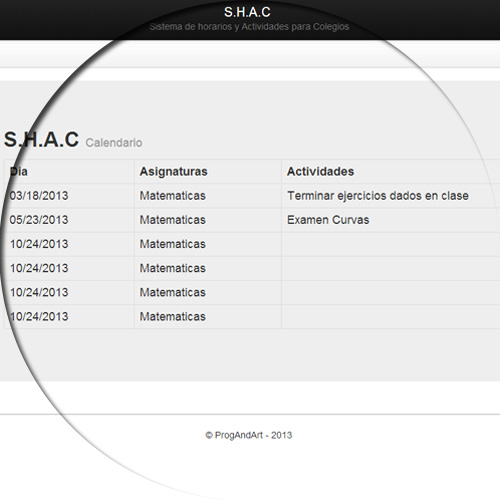 S.H.A.C
Sistema de horarios y Actividades para Colegios
S.H.A.C Calendario
Dia Asignaturas Actividades
03/18/2013 Matematicas Terminar ejercicios dados en clase
05/23/2013 Matematicas Examen Curvas
10/24/2013 Matematicas
10/24/2013 Matematicas
10/24/2013 Matematicas
10/24/2013 Matematicas
© ProgAndArt - 2013